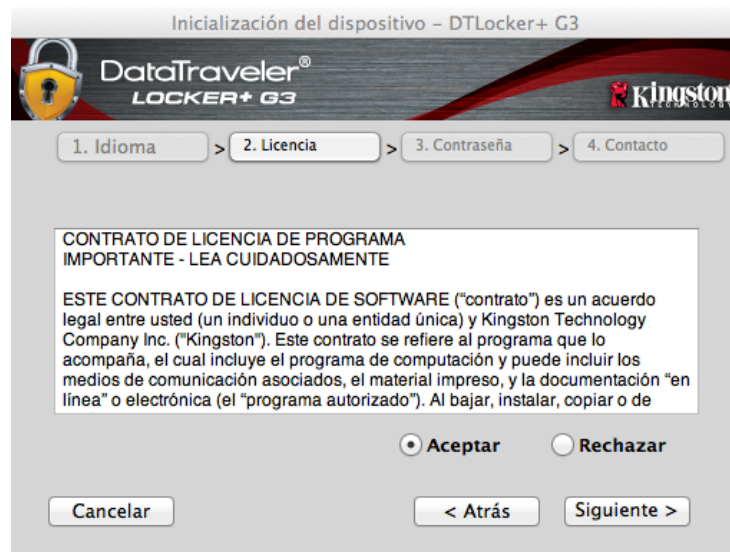 Inicialización del dispositivo – DTLocker+ G3
DataTraveler®
LOCKER+ G3
Kingston
TECHNOLOGY
1. Idioma > 2. Licencia > 3. Contraseña > 4. Contacto
CONTRATO DE LICENCIA DE PROGRAMA
IMPORTANTE - LEA CUIDADOSAMENTE
ESTE CONTRATO DE LICENCIA DE SOFTWARE (“contrato”) es un acuerdo
legal entre usted (un individuo o una entidad única) y Kingston Technology
Company Inc. ("Kingston"). Este contrato se refiere al programa que lo
acompaña, el cual incluye el programa de computación y puede incluir los
medios de comunicación asociados, el material impreso, y la documentación “en
línea” o electrónica (el “programa autorizado”). Al bajar, instalar, copiar o de
Aceptar Rechazar
Cancelar < Atrás Siguiente >